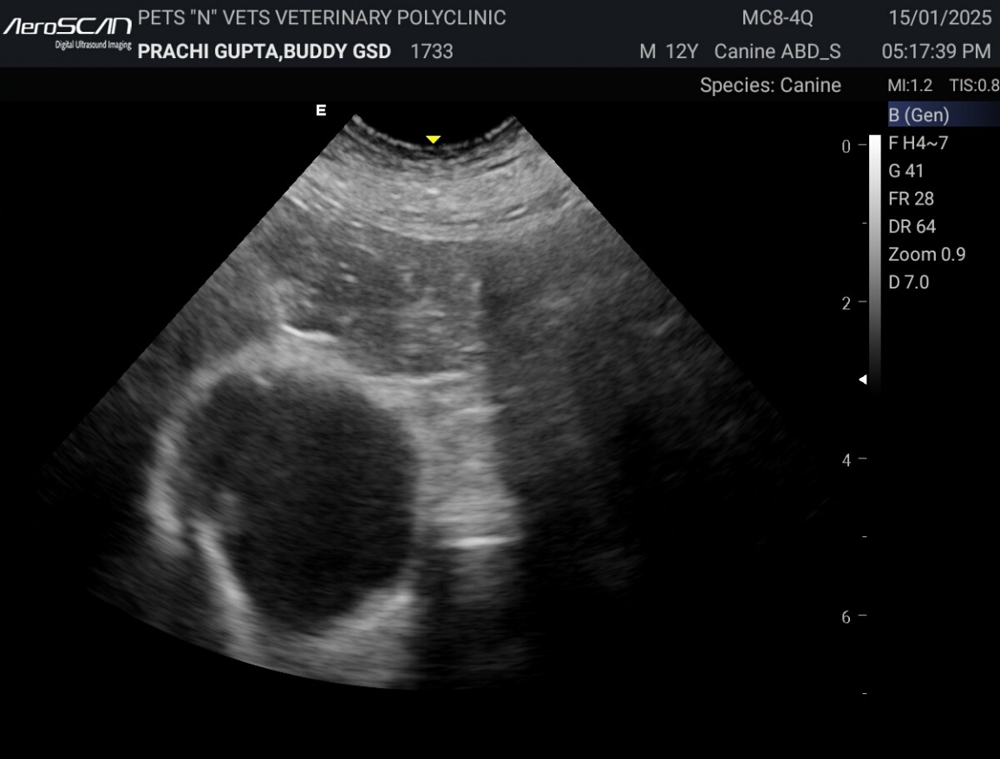 AeroSCAN PETS "N" VETS VETERINARY POLYCLINIC MC8-4Q 15/01/2025
Digital Ultrasound Imaging PRACHI GUPTA,BUDDY GSD 1733 M 12Y Canine ABD_S 05:17:39 PM
Species: Canine MI:1.2 TIS:0.8
E
B (Gen)
0
F H4~7
G 41
FR 28
DR 64
Zoom 0.9
D 7.0
2
4
6